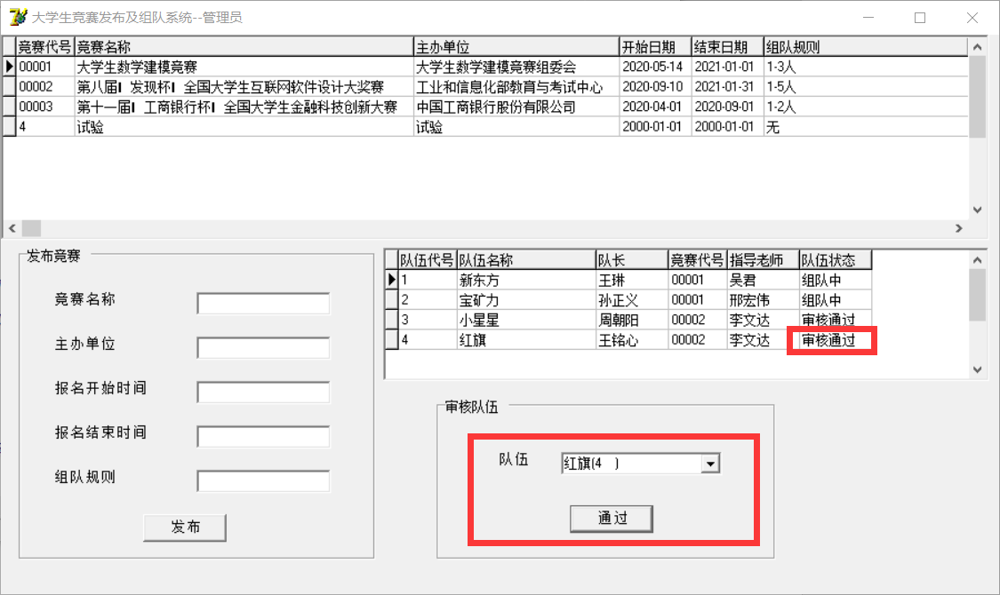 大学生竞赛发布及组队系统--管理员
竞赛代号 竞赛名称 主办单位 开始日期 结束日期 组队规则
00001 大学生数学建模竞赛 大学生数学建模竞赛组委会 2020-05-14 2021-01-01 1-3人
00002 第八届 发现杯 全国大学生互联网软件设计大奖赛 工业和信息化部教育与考试中心 2020-09-10 2021-01-31 1-5人
00003 第十一届 工商银行杯 全国大学生金融科技创新大赛 中国工商银行股份有限公司 2020-04-01 2020-09-01 1-2人
4 试验 试验 2000-01-01 2000-01-01 无
发布竞赛
竞赛名称
主办单位
报名开始时间
报名结束时间
组队规则
发布
队伍代号 队伍名称 队长 竞赛代号 指导老师 队伍状态
1 新东方 王琳 00001 吴君 组队中
2 宝矿力 孙正义 00001 邢宏伟 组队中
3 小星星 周朝阳 00002 李文达 审核通过
4 红旗 王铭心 00002 李文达 审核通过
审核队伍
队伍 红旗(4 )
通过